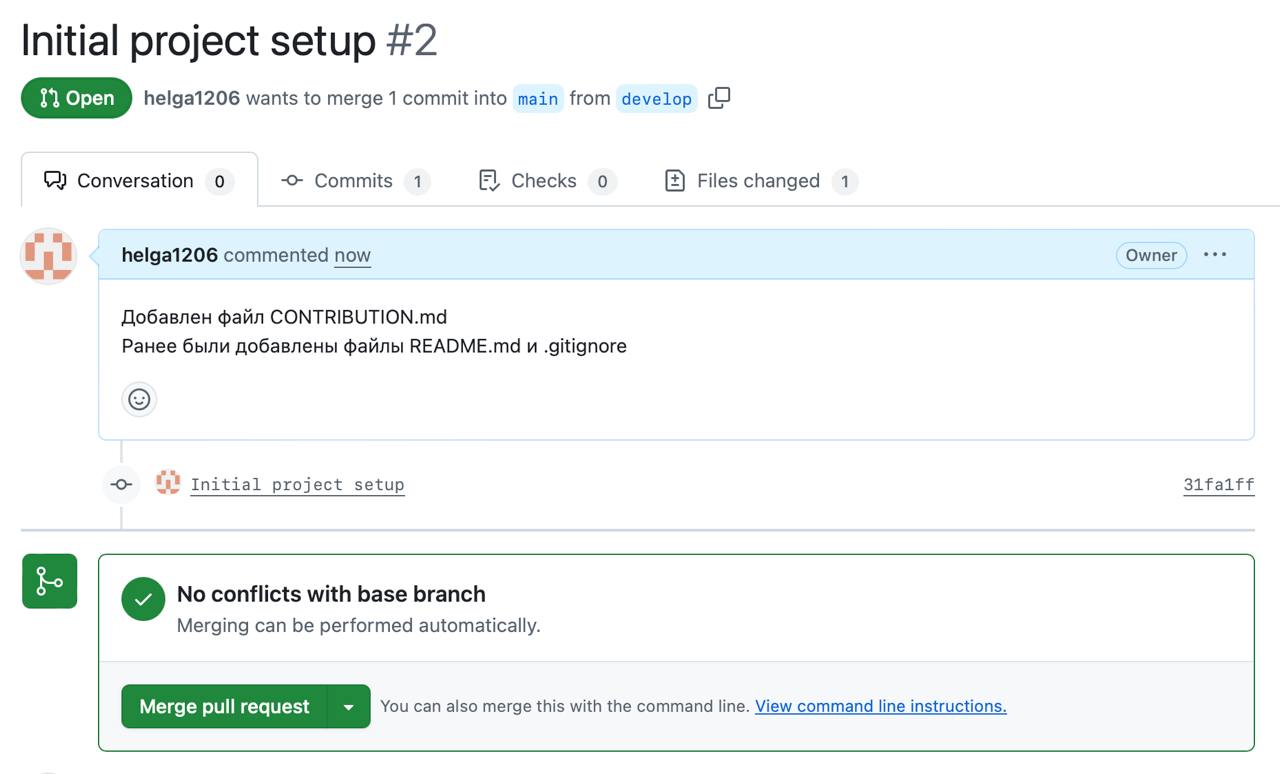 Initial project setup #2
Open helga1206 wants to merge 1 commit into main from develop
Conversation 0 Commits 1 Checks 0 Files changed 1
helga1206 commented now Owner
Добавлен файл CONTRIBUTION.md
Ранее были добавлены файлы README.md и .gitignore
Initial project setup 31fa1ff
No conflicts with base branch
Merging can be performed automatically.
Merge pull request You can also merge this with the command line. View command line instructions.